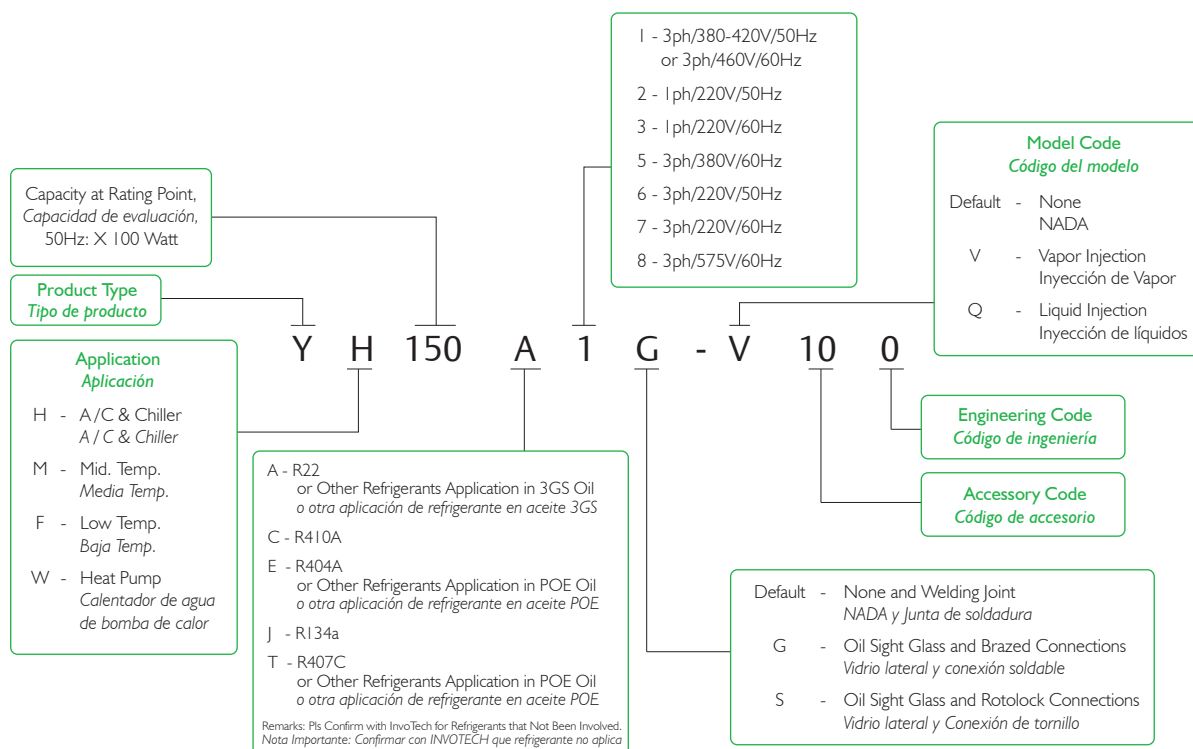 1 - 3ph/380-420V/50Hz
or 3ph/460V/60Hz
2 - 1ph/220V/50Hz
3 - 1ph/220V/60Hz
5 - 3ph/380V/60Hz
6 - 3ph/220V/50Hz
7 - 3ph/220V/60Hz
8 - 3ph/575V/60Hz
Model Code
Código del modelo
Default - None
NADA
V - Vapor Injection
Inyección de Vapor
Q - Liquid Injection
Inyección de líquidos
Capacity at Rating Point,
Capacidad de evaluación,
50Hz: X 100 Watt
Product Type
Tipo de producto
Y H 150 A 1 G - V 10 0
Application
Aplicación
H - A/C & Chiller
A / C & Chiller
M - Mid. Temp.
Media Temp.
F - Low Temp.
Baja Temp.
W - Heat Pump
Calentador de agua
de bomba de calor
A - R22
or Other Refrigerants Application in 3GS Oil
o otra aplicación de refrigerante en aceite 3GS
C - R410A
E - R404A
or Other Refrigerants Application in POE Oil
o otra aplicación de refrigerante en aceite POE
J - R134a
T - R407C
or Other Refrigerants Application in POE Oil
o otra aplicación de refrigerante en aceite POE
Remarks: Pls Confirm with InvoTech for Refrigerants that Not Been Involved.
Nota Importante: Confirmar con INVOTECH que refrigerante no aplica
Engineering Code
Código de ingeniería
Accessory Code
Código de accesorio
Default - None and Welding Joint
NADA y Junta de soldadura
G - Oil Sight Glass and Brazed Connections
Vidrio lateral y conexión soldable
S - Oil Sight Glass and Rotolock Connections
Vidrio lateral y Conexión de tornillo